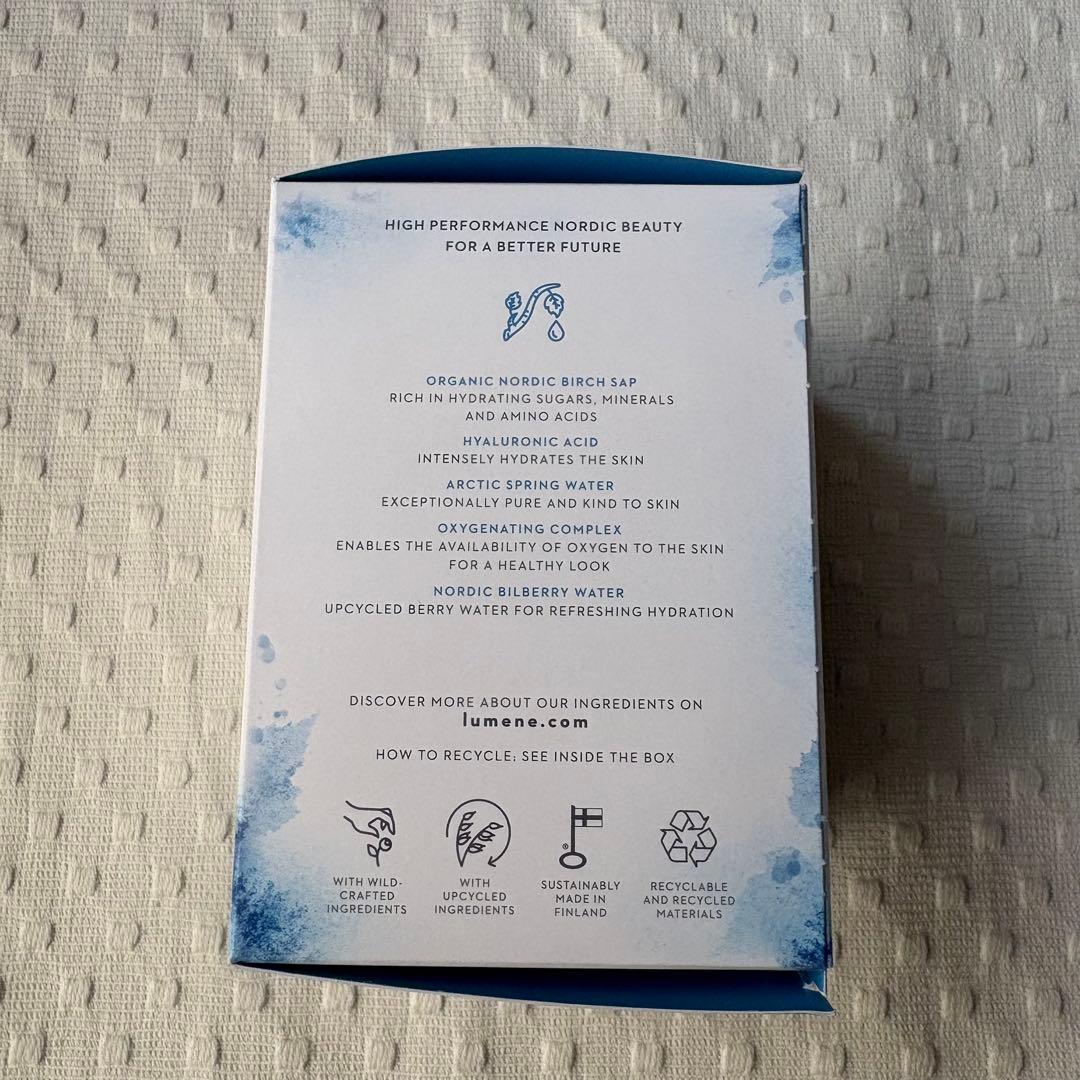 HIGH PERFORMANCE NORDIC BEAUTY
FOR A BETTER FUTURE
ORGANIC NORDIC BIRCH SAP
RICH IN HYDRATING SUGARS, MINERALS
AND AMINO ACIDS
HYALURONIC ACID
INTENSELY HYDRATES THE SKIN
ARCTIC SPRING WATER
EXCEPTIONALLY PURE AND KIND TO SKIN
OXYGENATING COMPLEX
ENABLES THE AVAILABILITY OF OXYGEN TO THE SKIN
FOR A HEALTHY LOOK
NORDIC BILBERRY WATER
UPCYCLED BERRY WATER FOR REFRESHING HYDRATION
DISCOVER MORE ABOUT OUR INGREDIENTS ON
lumene.com
HOW TO RECYCLE: SEE INSIDE THE BOX
®
WITH WILD-
CRAFTED
INGREDIENTS
WITH
UPCYCLED
INGREDIENTS
SUSTAINABLY
MADE IN
FINLAND
RECYCLABLE
AND RECYCLED
MATERIALS